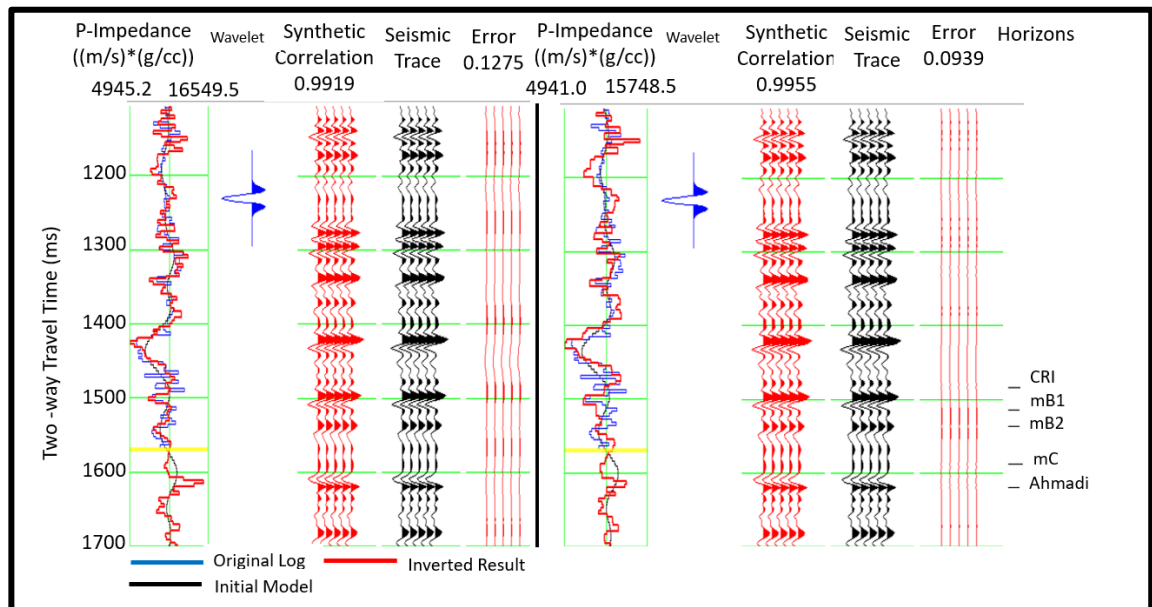 P-Impedance Wavelet Synthetic Seismic Error P-Impedance Wavelet Synthetic Seismic Error Horizons
((m/s)*(g/cc)) Correlation Trace 0.1275 ((m/s)*(g/cc)) Correlation Trace 0.0939
4945.2 16549.5 0.9919 4941.0 15748.5 0.9955
Two -way Travel Time (ms)
1200
1300
1400
CRI
1500
mB1
mB2
mC
1600
Ahmadi
1700
Original Log Inverted Result
Initial Model